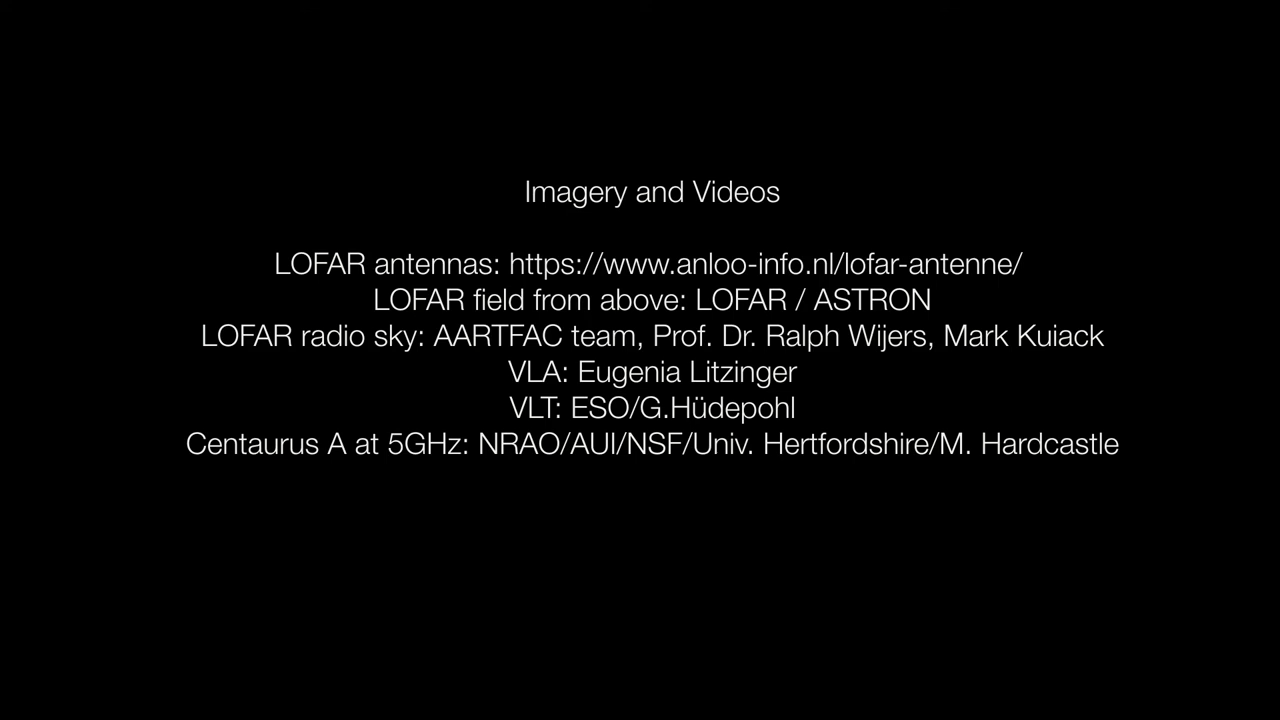 Imagery and Videos
LOFAR antennas: https://www.anloo-info.nl/lofar-antenne/
LOFAR field from above: LOFAR / ASTRON
LOFAR radio sky: AARTFAC team, Prof. Dr. Ralph Wijers, Mark Kuiack
VLA: Eugenia Litzinger
VLT: ESO/G.Hüdepohl
Centaurus A at 5GHz: NRAO/AUI/NSF/Univ. Hertfordshire/M. Hardcastle